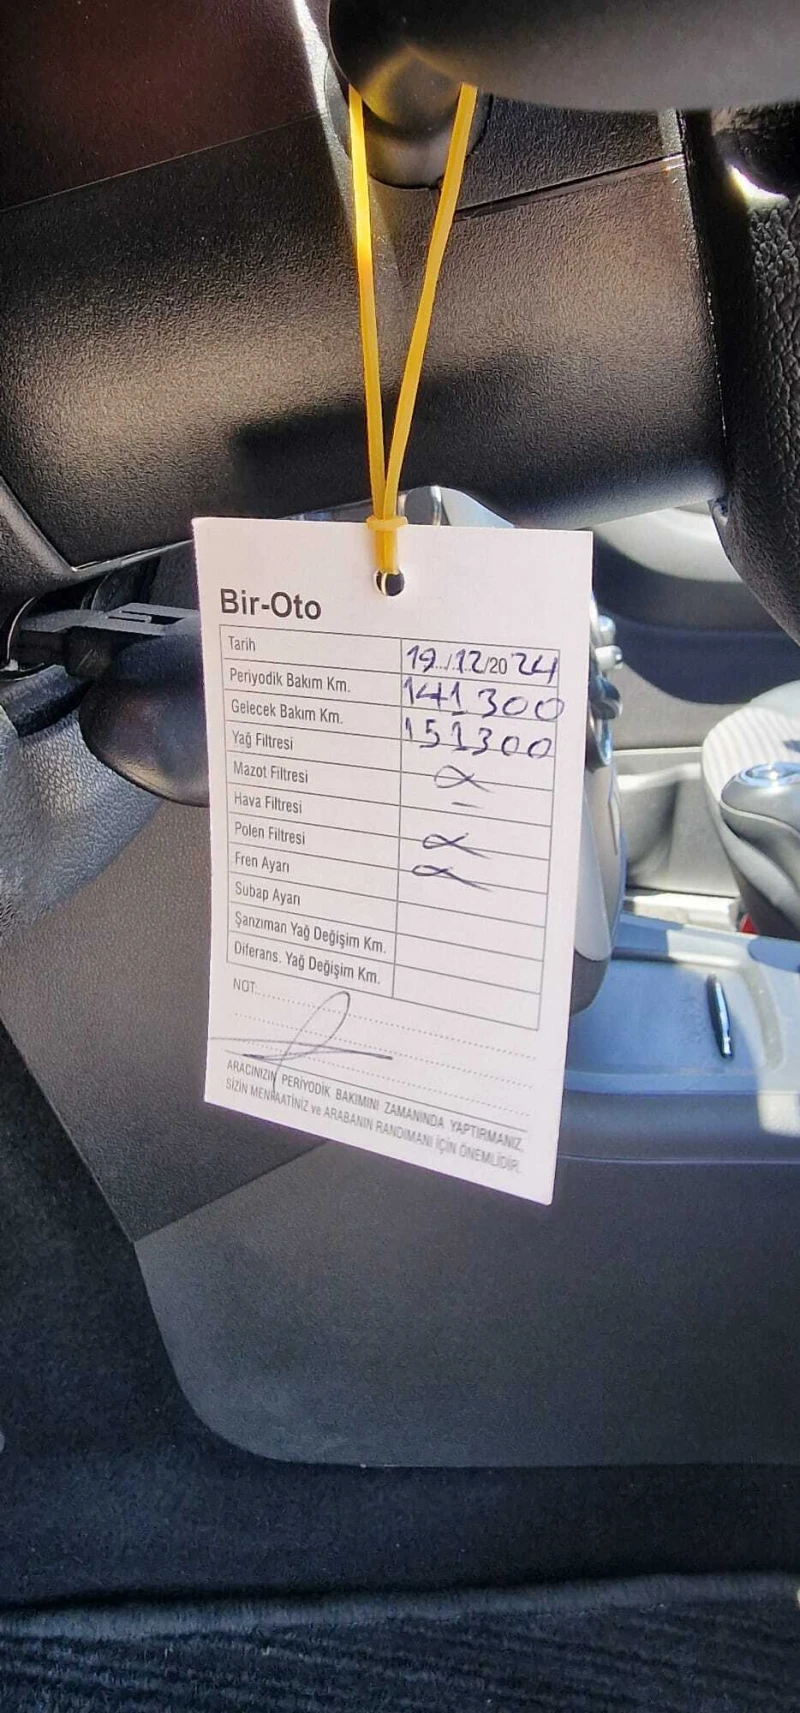 Bir-Oto
Tarih 19../12/2024
Periyodik Bakım Km. 141300
Gelecek Bakım Km. 151300
Yağ Filtresi
Mazot Filtresi –
Hava Filtresi
Polen Filtresi
Fren Ayarı
Subap Ayarı
Şanzıman Yağ Değişim Km.
Diferans. Yağ Değişim Km.
NOT:
ARACINIZIN PERİYODİK BAKIMINI ZAMANINDA YAPTIRMANIZ,
SİZİN MENFAATİNİZ ve ARABANIN RANDIMANI İÇİN ÖNEMLİDİR.